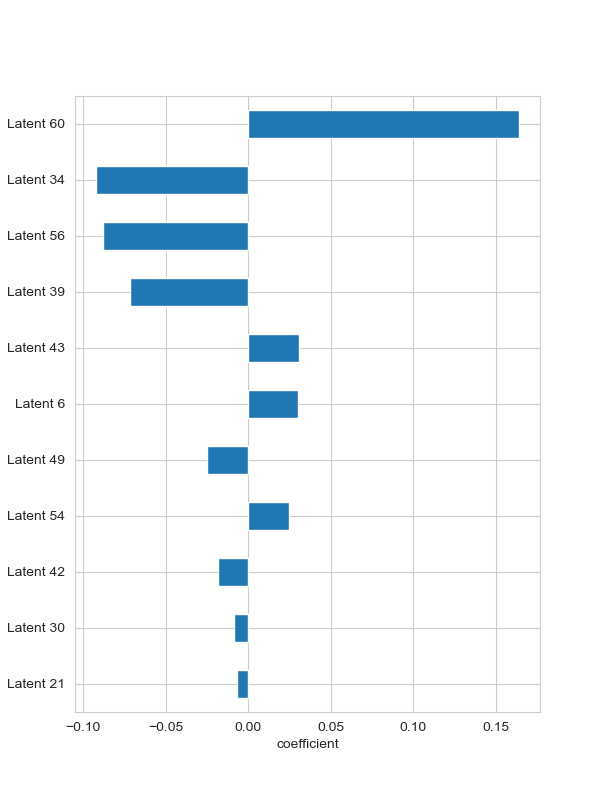 Latent 60
Latent 34
Latent 56
Latent 39
Latent 43
Latent 6
Latent 49
Latent 54
Latent 42
Latent 30
Latent 21
−0.10 −0.05 0.00 0.05 0.10 0.15
coefficient